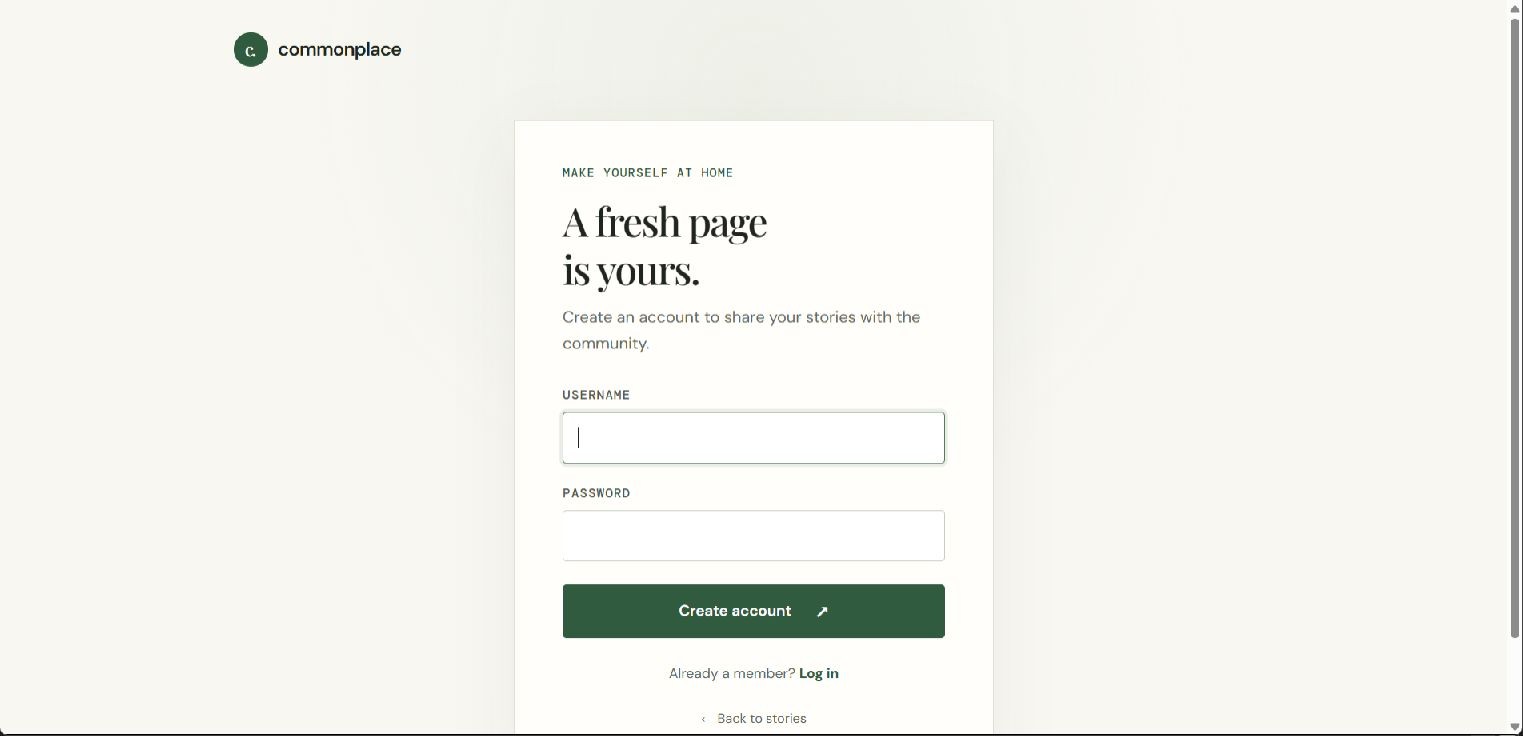 c. commonplace
MAKE YOURSELF AT HOME
A fresh page
is yours.
Create an account to share your stories with the
community.
USERNAME
PASSWORD
Create account ↗
Already a member? Log in
‹ Back to stories